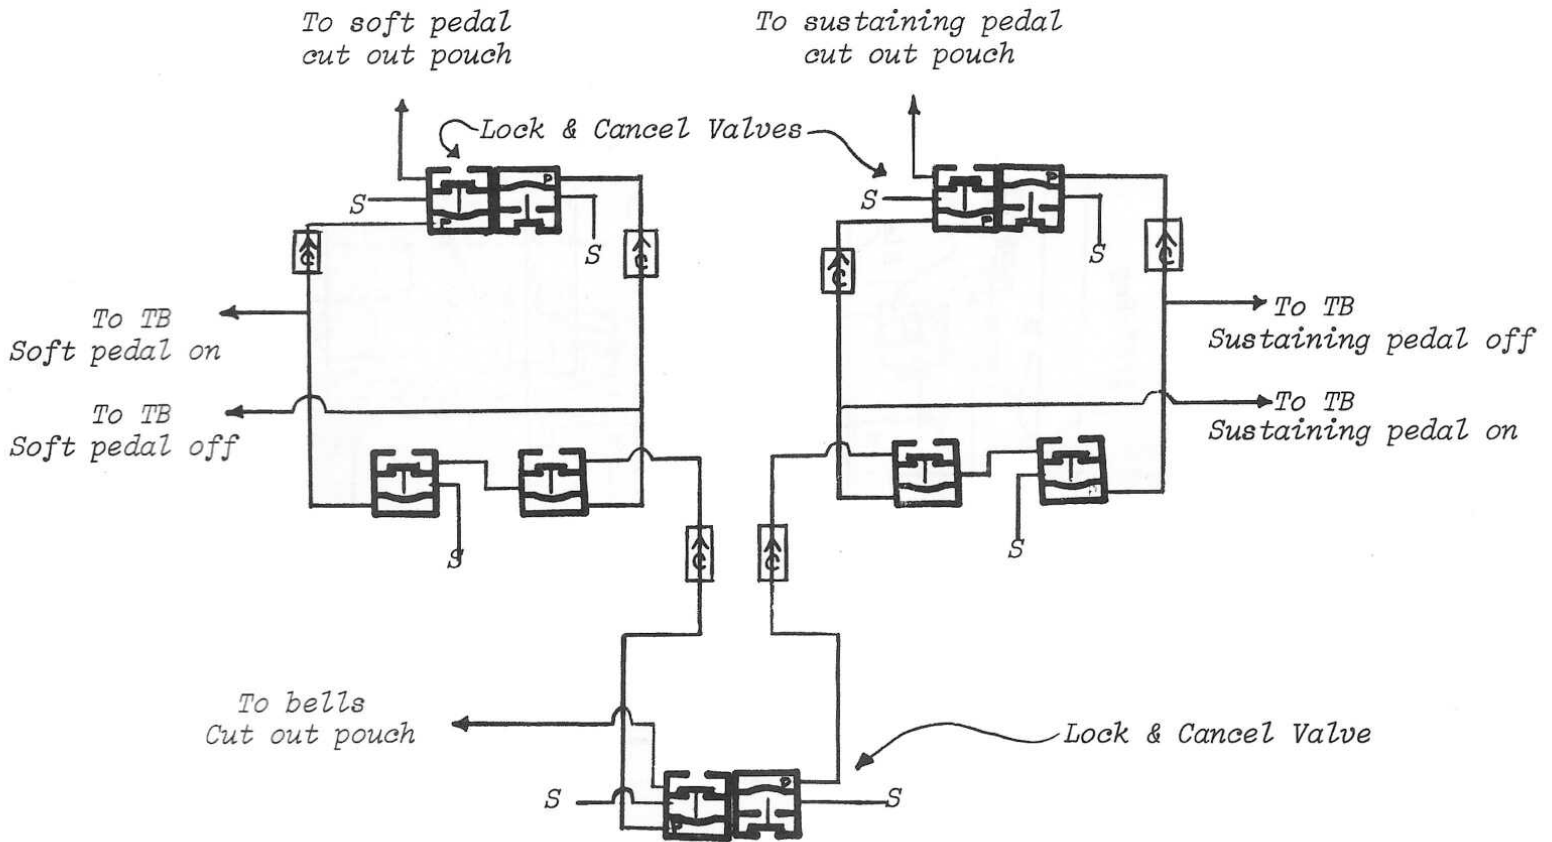 To soft pedal
cut out pouch
To sustaining pedal
cut out pouch
Lock & Cancel Valves
S
P
P
S
S
P
P
S
C
C
C
C
To TB
Soft pedal on
To TB
Sustaining pedal off
To TB
Soft pedal off
To TB
Sustaining pedal on
P
S
S
C
C
To bells
Cut out pouch
Lock & Cancel Valve
S
P
P
S